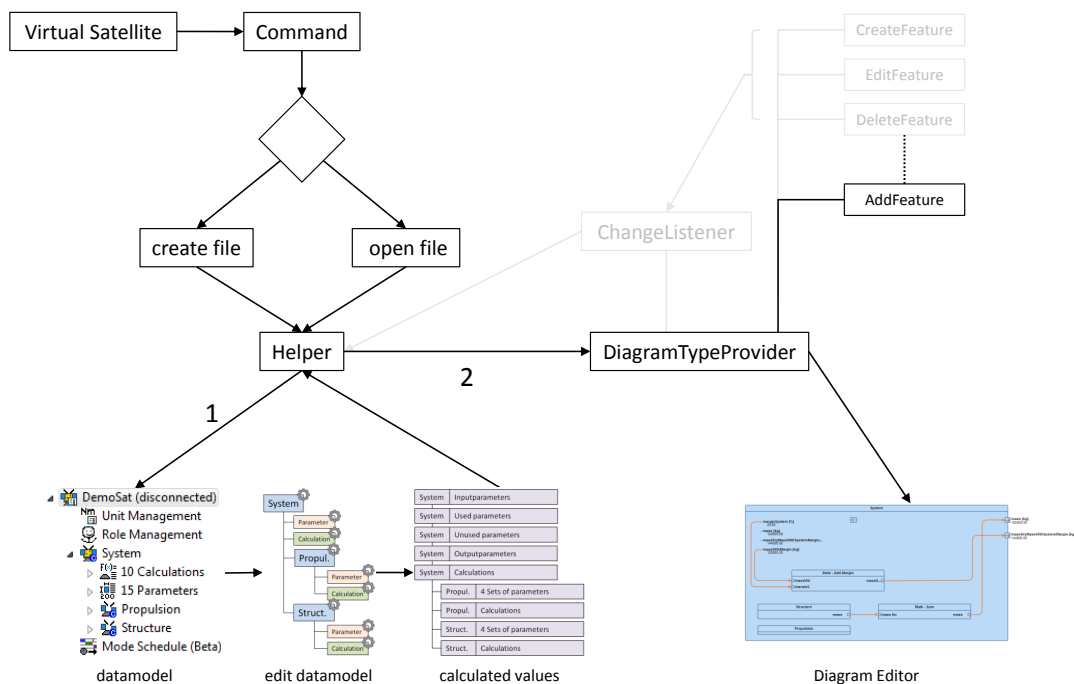 Virtual Satellite
Command
CreateFeature
EditFeature
DeleteFeature
AddFeature
ChangeListener
create file
open file
Helper
DiagramTypeProvider
1
2
DemoSat (disconnected)
Unit Management
Role Management
System
10 Calculations
15 Parameters
Propulsion
Structure
Mode Schedule (Beta)
datamodel
System
Parameter
Calculation
Propul.
Parameter
Calculation
Struct.
Parameter
Calculation
edit datamodel
System Inputparameters
System Used parameters
System Unused parameters
System Outputparameters
System Calculations
Propul. 4 Sets of parameters
Propul. Calculations
Struct. 4 Sets of parameters
Struct. Calculations
calculated values
System
mass [kg]
Structure
mass
Math - Sum
mass
Propulsion
Diagram Editor